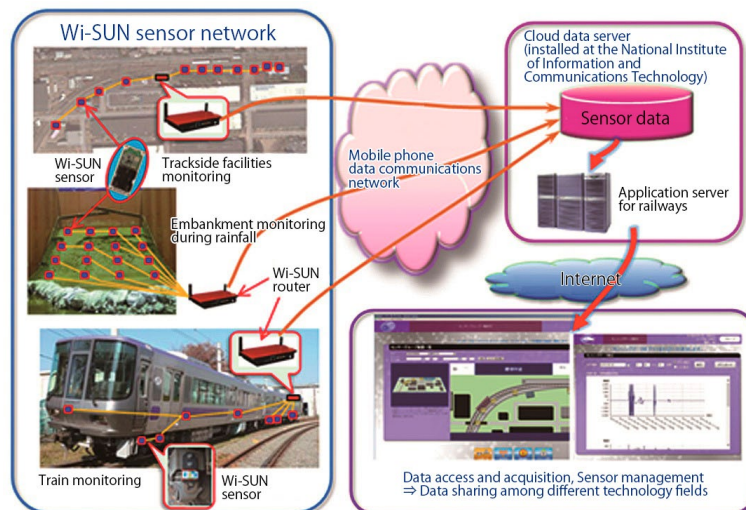 Wi-SUN sensor network
Wi-SUN
sensor
Trackside facilities
monitoring
Embankment monitoring
during rainfall
Wi-SUN
router
Train monitoring
Wi-SUN
sensor
Mobile phone
data communications
network
Cloud data server
(installed at the National Institute
of Information and
Communications Technology)
Sensor data
Application server
for railways
Internet
Data access and acquisition, Sensor management
⇒ Data sharing among different technology fields